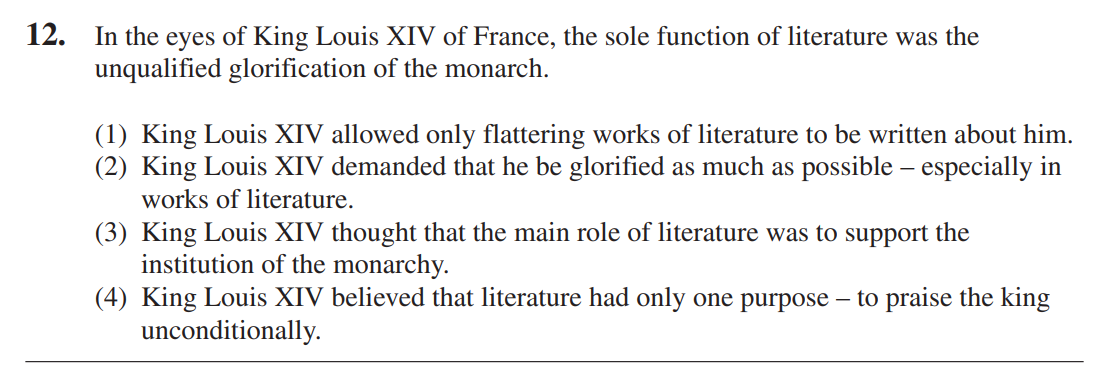 12. In the eyes of King Louis XIV of France, the sole function of literature was the
unqualified glorification of the monarch.
(1) King Louis XIV allowed only flattering works of literature to be written about him.
(2) King Louis XIV demanded that he be glorified as much as possible – especially in
works of literature.
(3) King Louis XIV thought that the main role of literature was to support the
institution of the monarchy.
(4) King Louis XIV believed that literature had only one purpose – to praise the king
unconditionally.